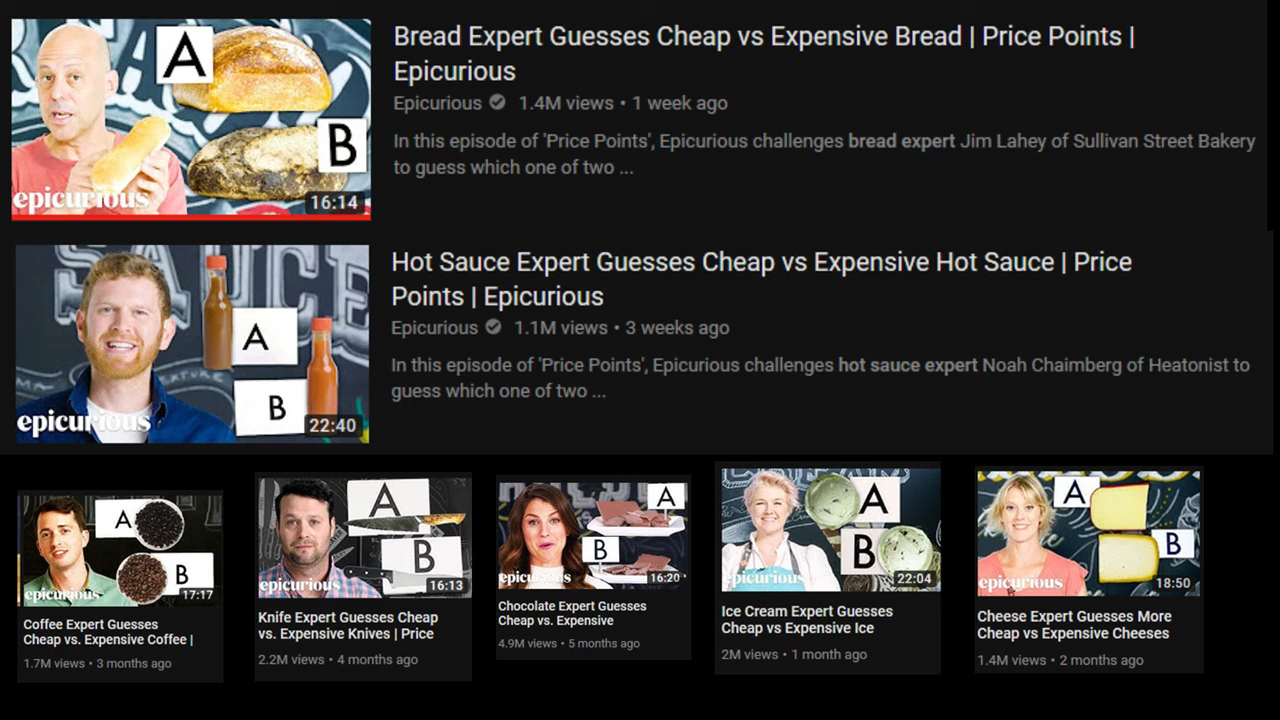 A
B
epicurious
16:14
Bread Expert Guesses Cheap vs Expensive Bread | Price Points |
Epicurious
Epicurious 1.4M views • 1 week ago
In this episode of 'Price Points', Epicurious challenges bread expert Jim Lahey of Sullivan Street Bakery
to guess which one of two ...
SAUCE
A
B
epicurious
22:40
Hot Sauce Expert Guesses Cheap vs Expensive Hot Sauce | Price
Points | Epicurious
Epicurious 1.1M views • 3 weeks ago
In this episode of 'Price Points', Epicurious challenges hot sauce expert Noah Chaimberg of Heatonist to
guess which one of two ...
A
B
epicurious
17:17
Coffee Expert Guesses
Cheap vs. Expensive Coffee |
1.7M views • 3 months ago
A
B
epicurious
16:13
Knife Expert Guesses Cheap
vs. Expensive Knives | Price
2.2M views • 4 months ago
A
B
epicurious
16:20
Chocolate Expert Guesses
Cheap vs. Expensive
4.9M views • 5 months ago
A
B
epicurious
22:04
Ice Cream Expert Guesses
Cheap vs Expensive Ice
2M views • 1 month ago
A
B
epicurious
18:50
Cheese Expert Guesses More
Cheap vs Expensive Cheeses
1.4M views • 2 months ago